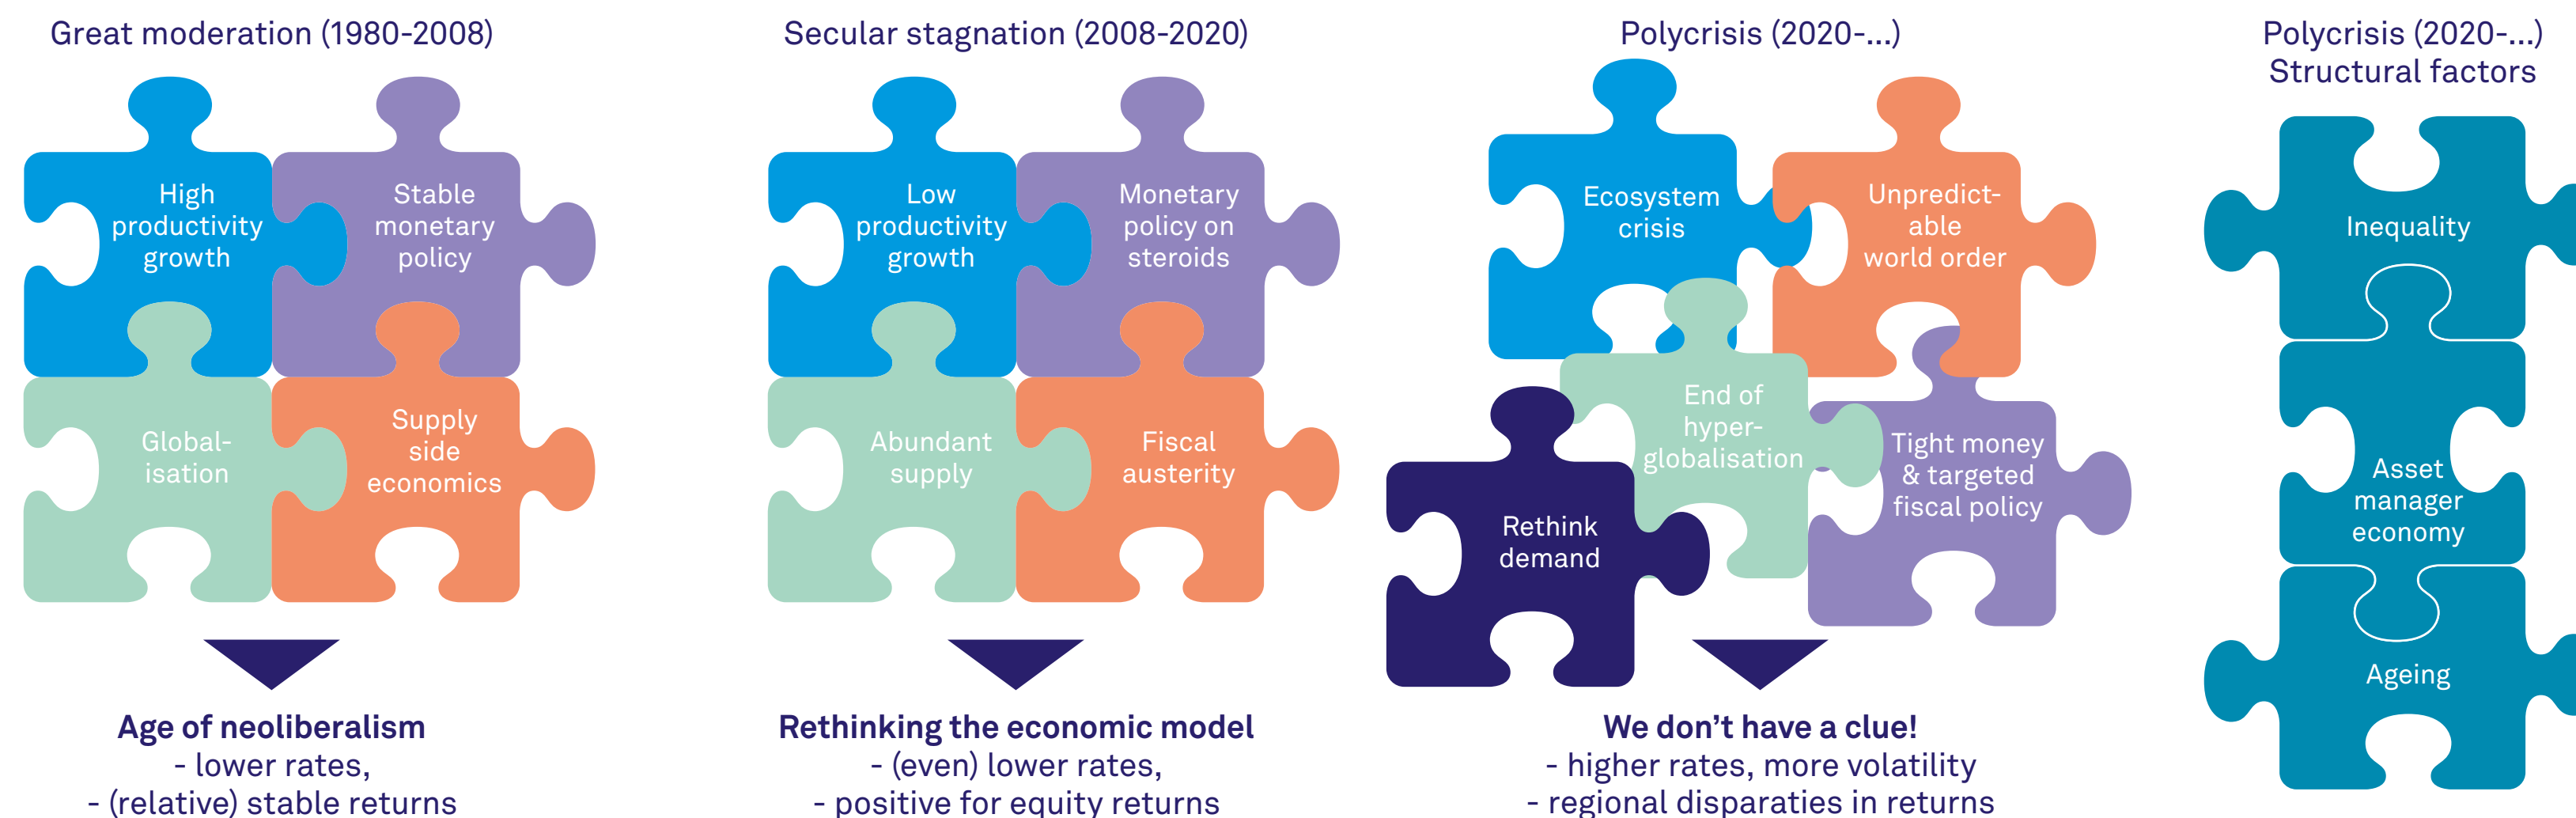 Great moderation (1980-2008)
High
productivity
growth
Stable
monetary
policy
Global-
isation
Supply
side
economics
Age of neoliberalism
- lower rates,
- (relative) stable returns
Secular stagnation (2008-2020)
Low
productivity
growth
Monetary
policy on
steroids
Abundant
supply
Fiscal
austerity
Rethinking the economic model
- (even) lower rates,
- positive for equity returns
Polycrisis (2020-...)
Ecosystem
crisis
Unpredict-
able
world order
End of
hyper-
globalisation
Tight money
& targeted
fiscal policy
Rethink
demand
We don't have a clue!
- higher rates, more volatility
- regional disparaties in returns
Polycrisis (2020-...)
Structural factors
Inequality
Asset
manager
economy
Ageing